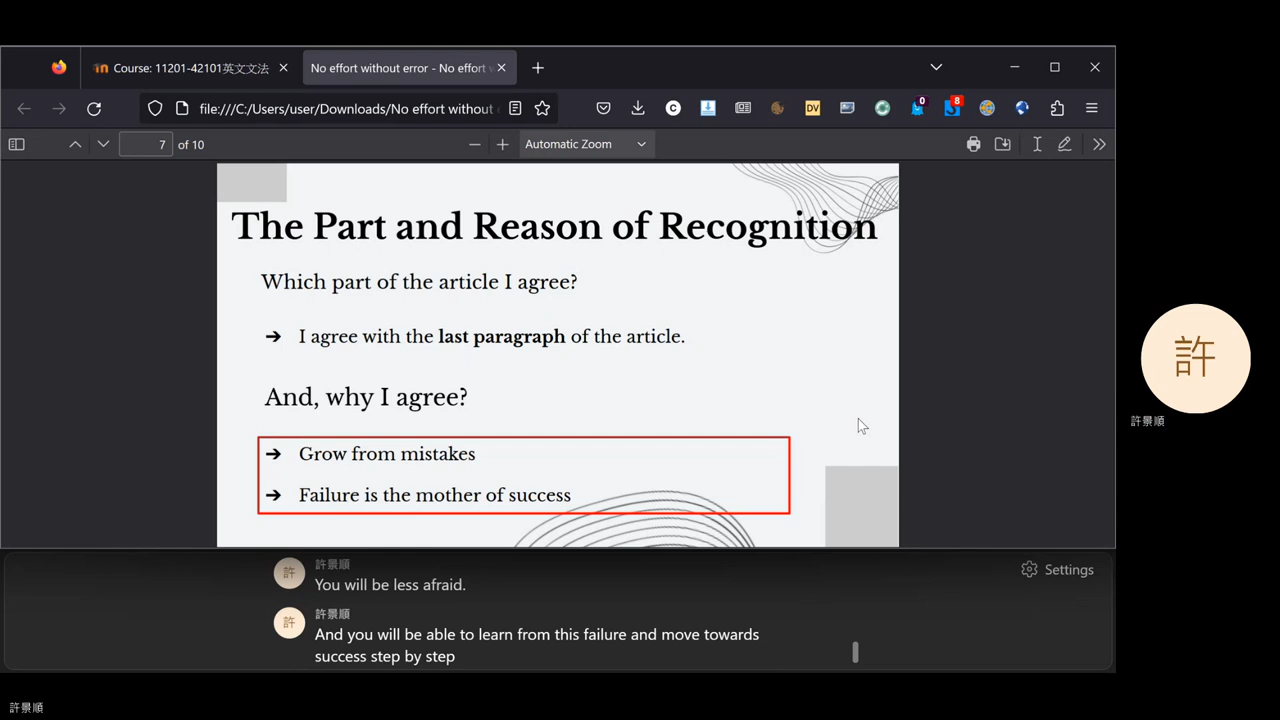 Course: 11201-42101英文文法
No effort without error - No effort w
file:///C:/Users/user/Downloads/No effort without e
C
DV
0
8
7 of 10
Automatic Zoom
The Part and Reason of Recognition
Which part of the article I agree?
➔ I agree with the last paragraph of the article.
And, why I agree?
➔ Grow from mistakes
➔ Failure is the mother of success
許
許景順
許 許景順
You will be less afraid.
Settings
許 許景順
And you will be able to learn from this failure and move towards
success step by step
許景順